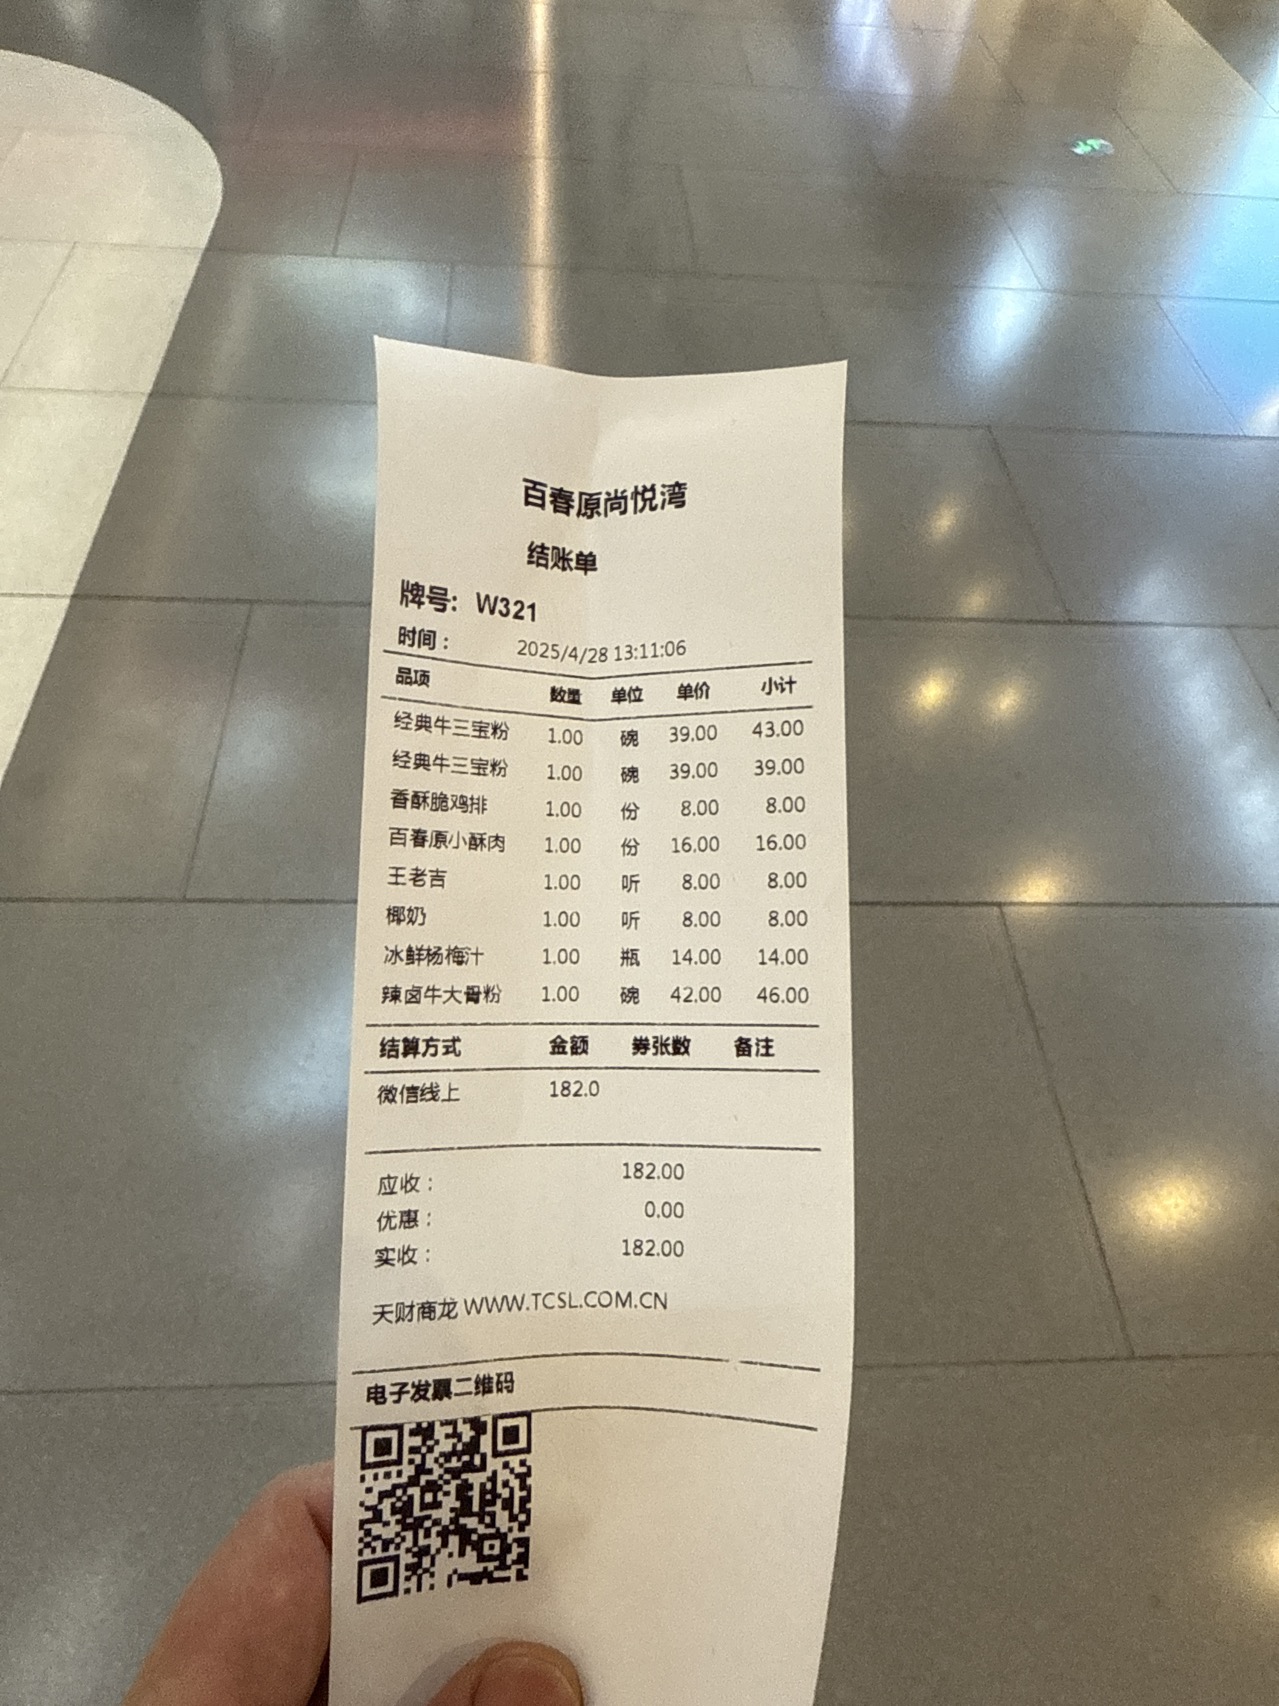 百春原尚悦湾
结账单
牌号: W321
时间: 2025/4/28 13:11:06
品项 数量 单位 单价 小计
经典牛三宝粉 1.00 碗 39.00 43.00
经典牛三宝粉 1.00 碗 39.00 39.00
香酥脆鸡排 1.00 份 8.00 8.00
百春原小酥肉 1.00 份 16.00 16.00
王老吉 1.00 听 8.00 8.00
椰奶 1.00 听 8.00 8.00
冰鲜杨梅汁 1.00 瓶 14.00 14.00
辣卤牛大骨粉 1.00 碗 42.00 46.00
结算方式 金额 券张数 备注
微信线上 182.0
应收: 182.00
优惠: 0.00
实收: 182.00
天财商龙 WWW.TCSL.COM.CN
电子发票二维码